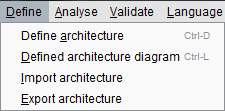 Define Analyse Validate Language
Define architecture Ctrl-D
Defined architecture diagram Ctrl-L
Import architecture
Export architecture